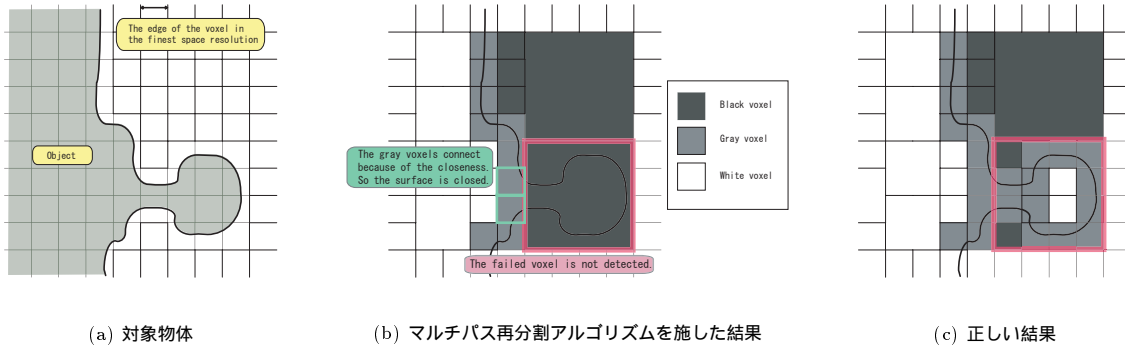 The edge of the voxel in
the finest space resolution
Object
The gray voxels connect
because of the closeness.
So the surface is closed.
The failed voxel is not detected.
Black voxel
Gray voxel
White voxel
(a) 対象物体
(b) マルチパス再分割アルゴリズムを施した結果
(c) 正しい結果